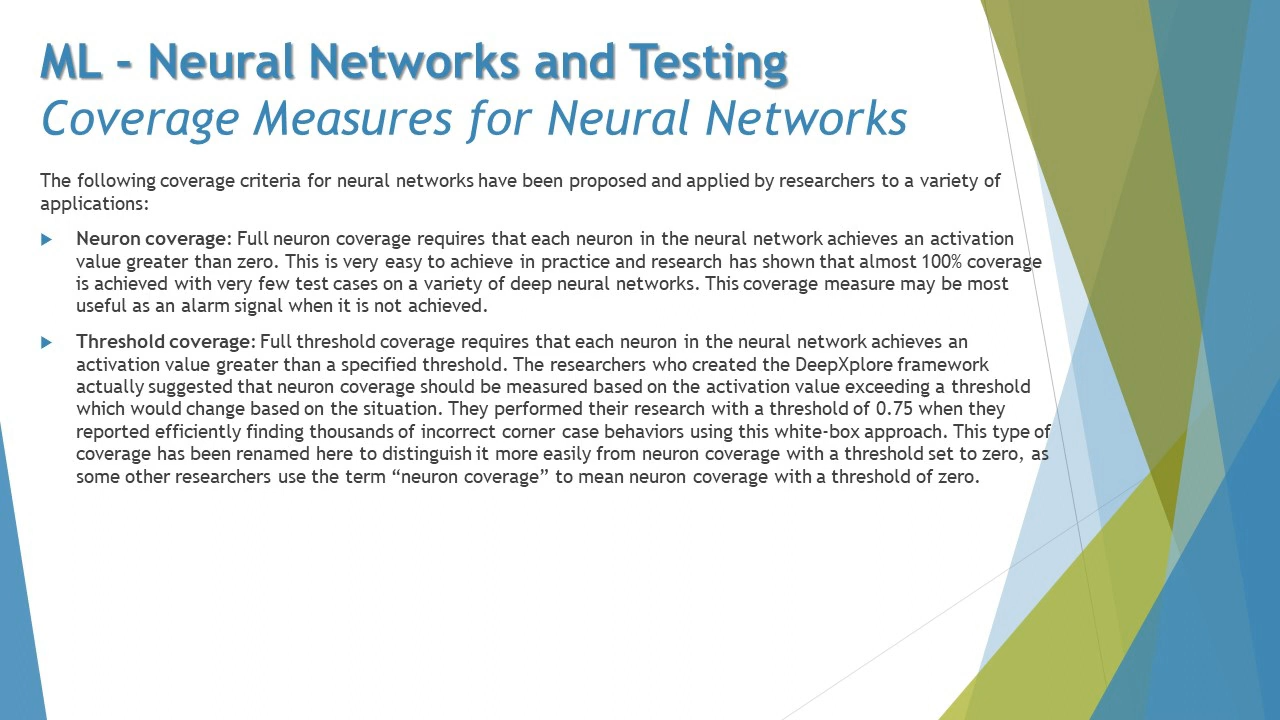 ML - Neural Networks and Testing
Coverage Measures for Neural Networks
The following coverage criteria for neural networks have been proposed and applied by researchers to a variety of
applications:
Neuron coverage: Full neuron coverage requires that each neuron in the neural network achieves an activation
value greater than zero. This is very easy to achieve in practice and research has shown that almost 100% coverage
is achieved with very few test cases on a variety of deep neural networks. This coverage measure may be most
useful as an alarm signal when it is not achieved.
Threshold coverage: Full threshold coverage requires that each neuron in the neural network achieves an
activation value greater than a specified threshold. The researchers who created the DeepXplore framework
actually suggested that neuron coverage should be measured based on the activation value exceeding a threshold
which would change based on the situation. They performed their research with a threshold of 0.75 when they
reported efficiently finding thousands of incorrect corner case behaviors using this white-box approach. This type of
coverage has been renamed here to distinguish it more easily from neuron coverage with a threshold set to zero, as
some other researchers use the term “neuron coverage” to mean neuron coverage with a threshold of zero.